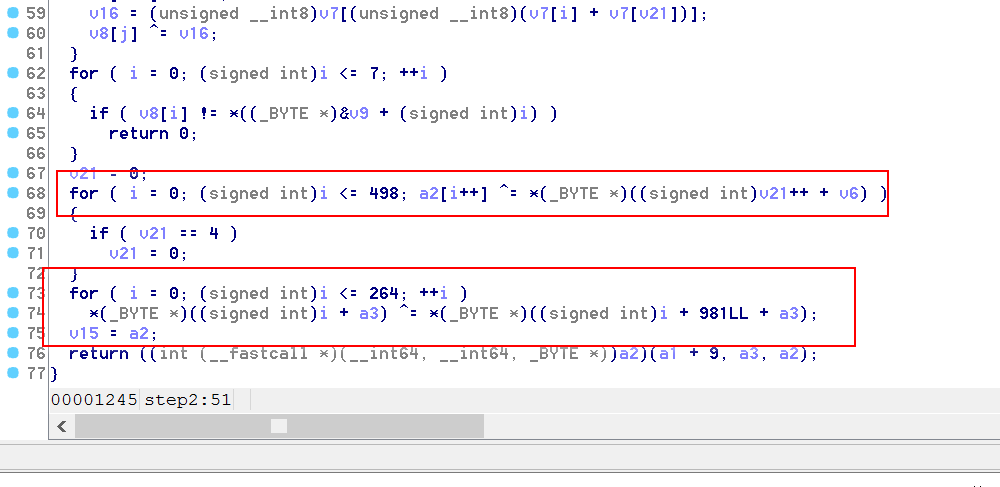 59 v16 = (unsigned __int8)v7[(unsigned __int8)(v7[i] + v7[v21])];
60 v8[j] ^= v16;
61 }
62 for ( i = 0; (signed int)i <= 7; ++i )
63 {
64 if ( v8[i] != *((_BYTE *)&v9 + (signed int)i) )
65 return 0;
66 }
67 v21 = 0;
68 for ( i = 0; (signed int)i <= 498; a2[i++] ^= *(_BYTE *)((signed int)v21++ + v6) )
69 {
70 if ( v21 == 4 )
71 v21 = 0;
72 }
73 for ( i = 0; (signed int)i <= 264; ++i )
74 *(_BYTE *)((signed int)i + a3) ^= *(_BYTE *)((signed int)i + 981LL + a3);
75 v15 = a2;
76 return ((int (__fastcall *)(__int64, __int64, _BYTE *))a2)(a1 + 9, a3, a2);
77 }
00001245 step2:51